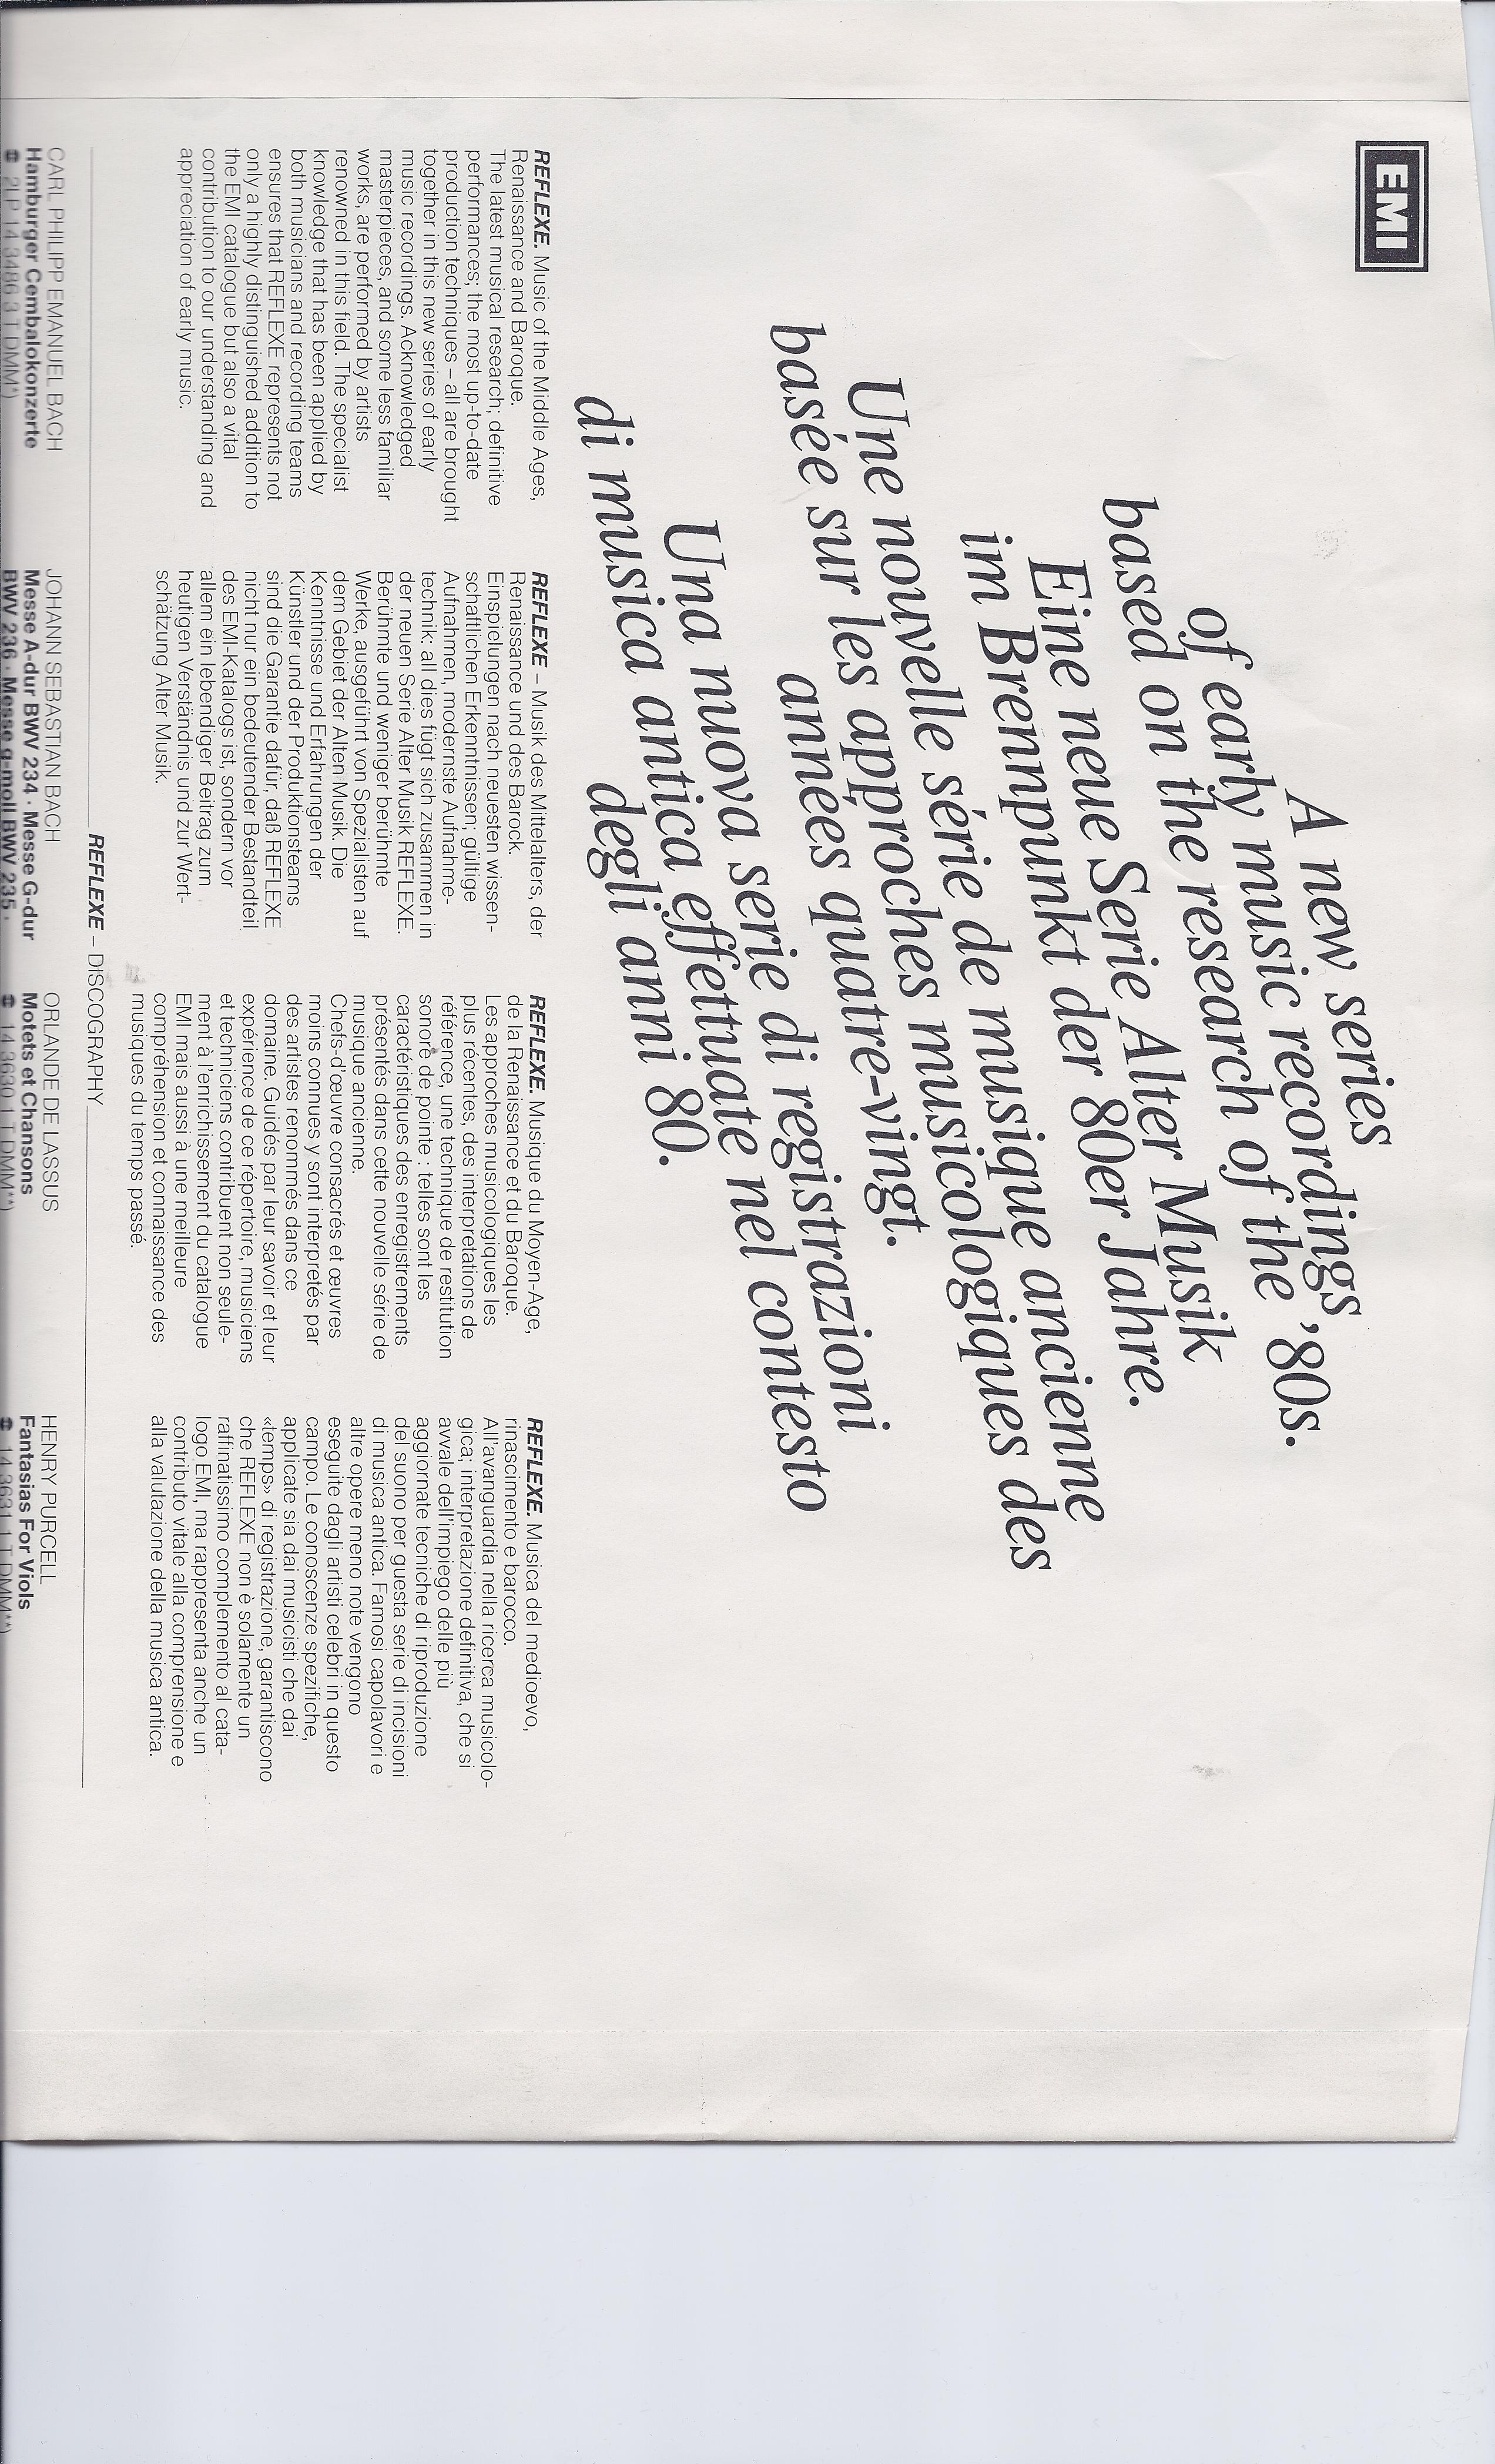 EMI
A new series
of early music recordings
based on the research of the ’80s.
Eine neue Serie Alter Musik
im Brennpunkt der 80er Jahre.
Une nouvelle série de musique ancienne
basée sur les approches musicologiques des
années quatre-vingt.
Una nuova serie di registrazioni
di musica antica effettuate nel contesto
degli anni 80.
REFLEXE. Music of the Middle Ages,
Renaissance and Baroque.
The latest musical research; definitive
performances; the most up-to-date
production techniques – all are brought
together in this new series of early
music recordings. Acknowledged
masterpieces, and some less familiar
works, are performed by artists
renowned in this field. The specialist
knowledge that has been applied by
both musicians and recording teams
ensures that REFLEXE represents not
only a highly distinguished addition to
the EMI catalogue but also a vital
contribution to our understanding and
appreciation of early music.
REFLEXE – Musik des Mittelalters, der
Renaissance und des Barock.
Einspielungen nach neuesten wissen-
schaftlichen Erkenntnissen; gültige
Aufnahmen, modernste Aufnahme-
technik: all dies fügt sich zusammen in
der neuen Serie Alter Musik REFLEXE.
Berühmte und weniger berühmte
Werke, ausgeführt von Spezialisten auf
dem Gebiet der Alten Musik. Die
Kenntnisse und Erfahrungen der
Künstler und der Produktionsteams
sind die Garantie dafür, daß REFLEXE
nicht nur ein bedeutender Bestandteil
des EMI-Katalogs ist, sondern vor
allem ein lebendiger Beitrag zum
heutigen Verständnis und zur Wert-
schätzung Alter Musik.
REFLEXE. Musique du Moyen-Age,
de la Renaissance et du Baroque.
Les approches musicologiques les
plus récentes, des interpretations de
référence, une technique de restitution
sonore de pointe : telles sont les
caractéristiques des enregistrements
présentés dans cette nouvelle série de
musique ancienne.
Chefs-d'œuvre consacrés et œuvres
moins connues y sont interpretés par
des artistes renommés dans ce
domaine. Guidés par leur savoir et leur
expérience de ce répertoire, musiciens
et techniciens contribuent non seule-
ment à l'enrichissement du catalogue
EMI mais aussi à une meilleure
compréhension et connaissance des
musiques du temps passé.
REFLEXE. Musica del medioevo,
rinascimento e barocco.
All'avanguardia nella ricerca musicolo-
gica; interpretazione definitiva, che si
avvale dell'impiego delle più
aggiornate tecniche di riproduzione
del suono per guesta serie di incisioni
di musica antica. Famosi capolavori e
altre opere meno note vengono
eseguite dagli artisti celebri in questo
campo. Le conoscenze spezifiche,
applicate sia dai musicisti che dai
«temps» di registrazione, garantiscono
che REFLEXE non è solamente un
raffinatissimo complemento al cata-
logo EMI, ma rappresenta anche un
contributo vitale alla comprensione e
alla valutazione della musica antica.
REFLEXE – DISCOGRAPHY
CARL PHILIPP EMANUEL BACH
Hamburger Cembalokonzerte
2LP 14 3486 3 T DMM*)
JOHANN SEBASTIAN BACH
Messe A-dur BWV 234 · Messe G-dur
BWV 236 · Messe g-moll BWV 235 ·
ORLANDE DE LASSUS
Motets et Chansons
14 3630 1 T DMM**)
HENRY PURCELL
Fantasias For Viols
14 3631 1 T DMM**)